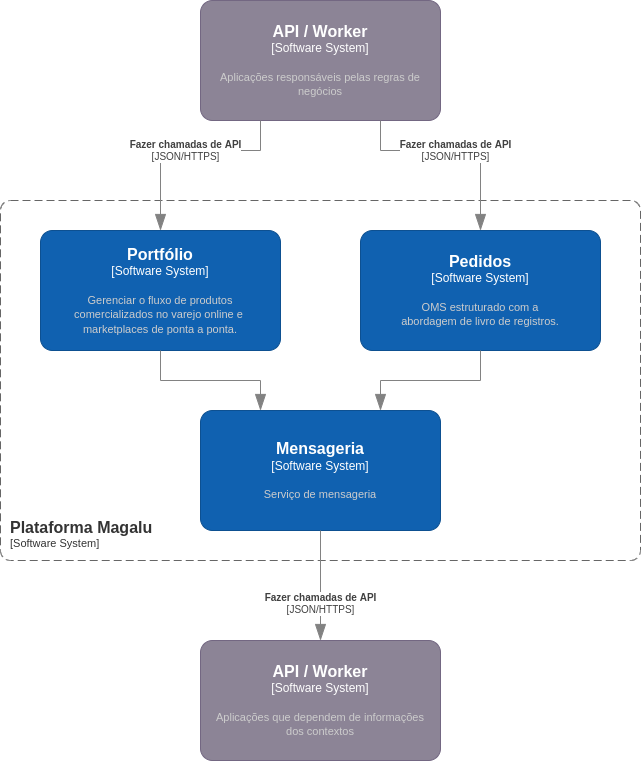 API / Worker
[Software System]
Aplicações responsáveis pelas regras de
negócios
Fazer chamadas de API
[JSON/HTTPS]
Fazer chamadas de API
[JSON/HTTPS]
Portfólio
[Software System]
Gerenciar o fluxo de produtos
comercializados no varejo online e
marketplaces de ponta a ponta.
Pedidos
[Software System]
OMS estruturado com a
abordagem de livro de registros.
Mensageria
[Software System]
Serviço de mensageria
Plataforma Magalu
[Software System]
Fazer chamadas de API
[JSON/HTTPS]
API / Worker
[Software System]
Aplicações que dependem de informações
dos contextos